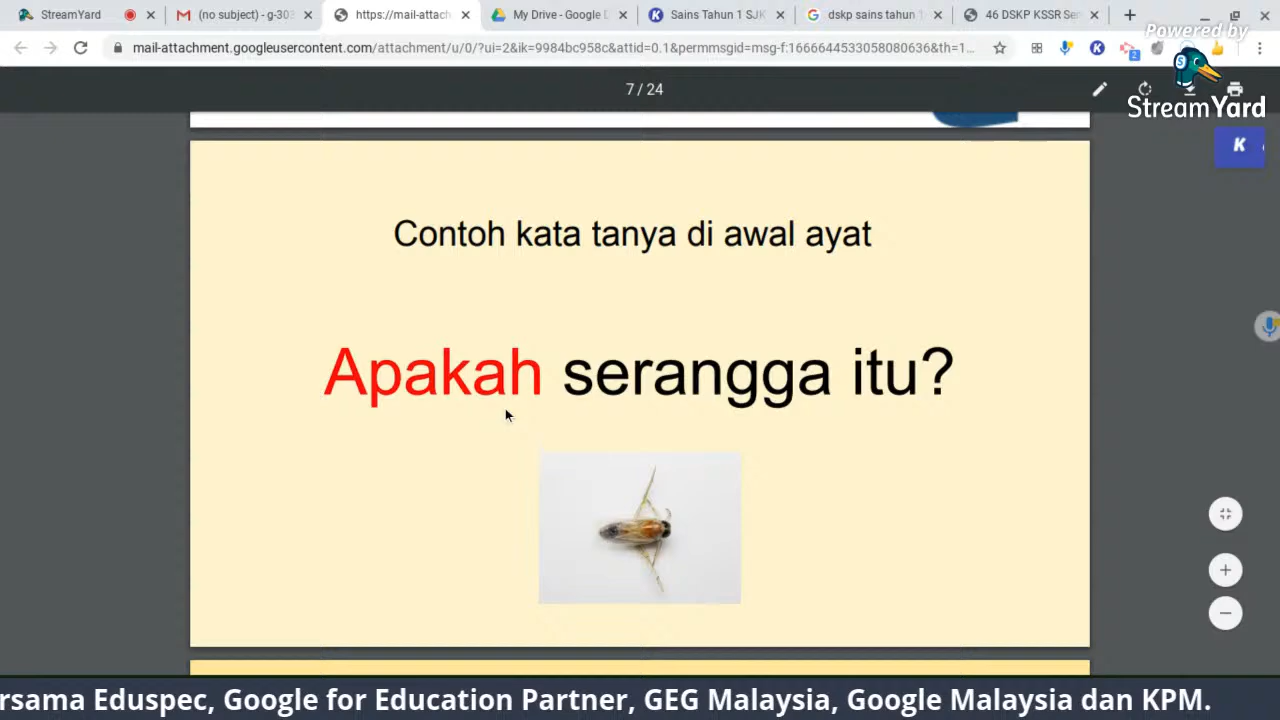 StreamYard
(no subject) - g-303
https://mail-attach
My Drive - Google D
Sains Tahun 1 SJK
dskp sains tahun
46 DSKP KSSR Se
mail-attachment.googleusercontent.com/attachment/u/0/?ui=2&ik=9984bc958c&attid=0.1&permmsgid=msg-f:1666644533058080636&th=1...
2
Powered by
StreamYard
7 / 24
K
Contoh kata tanya di awal ayat
Apakah serangga itu?
rsama Eduspec, Google for Education Partner, GEG Malaysia, Google Malaysia dan KPM.